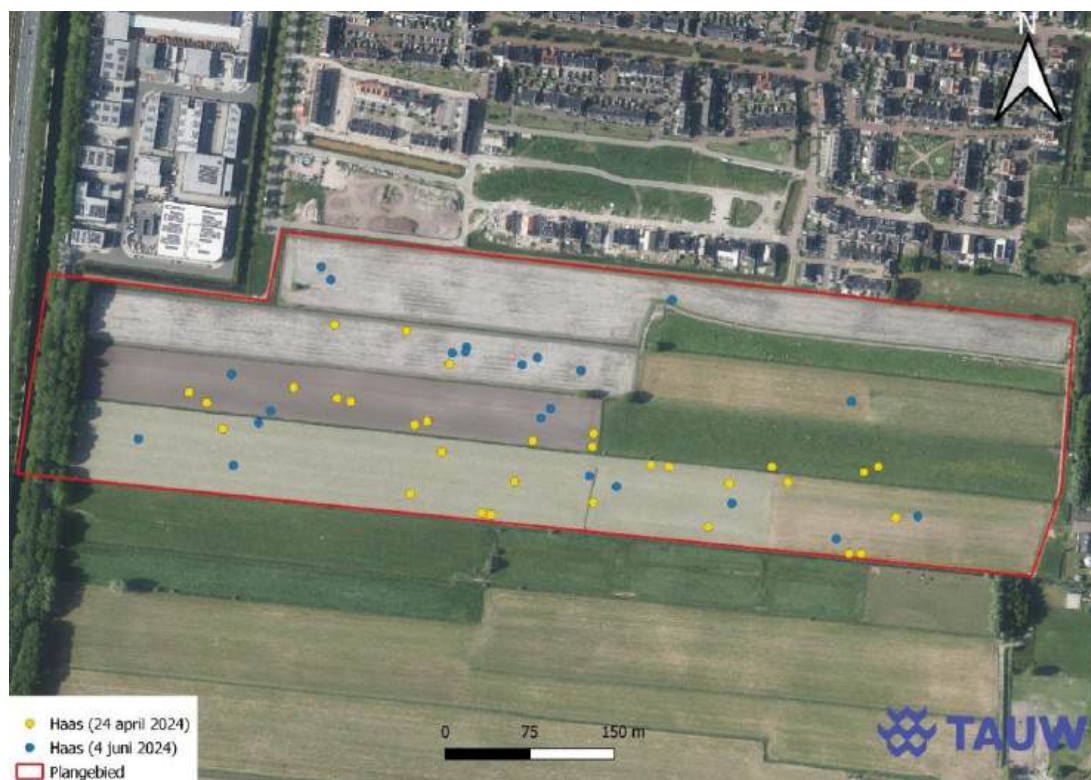 N
Haas (24 april 2024)
Haas (4 juni 2024)
Plangebied
0 75 150 m
TAUW